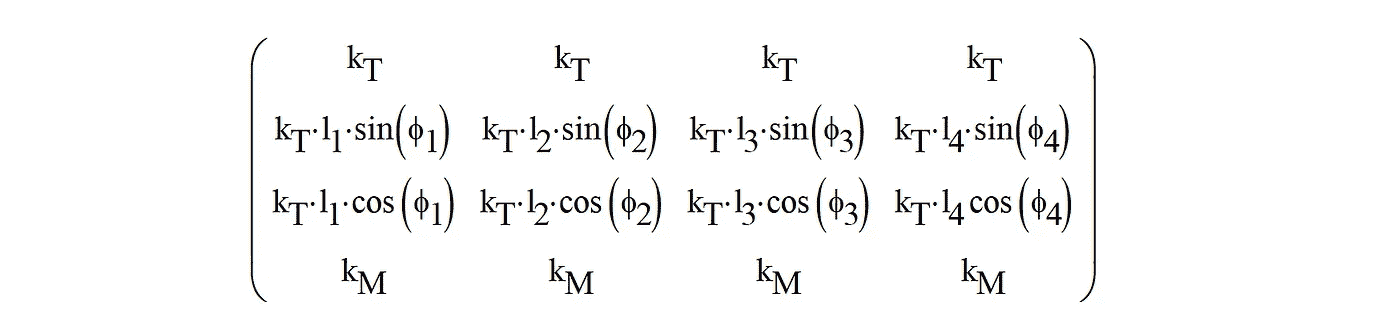 k_T k_T k_T k_T
k_T·l_1·sin(ϕ_1) k_T·l_2·sin(ϕ_2) k_T·l_3·sin(ϕ_3) k_T·l_4·sin(ϕ_4)
k_T·l_1·cos(ϕ_1) k_T·l_2·cos(ϕ_2) k_T·l_3·cos(ϕ_3) k_T·l_4 cos(ϕ_4)
k_M k_M k_M k_M